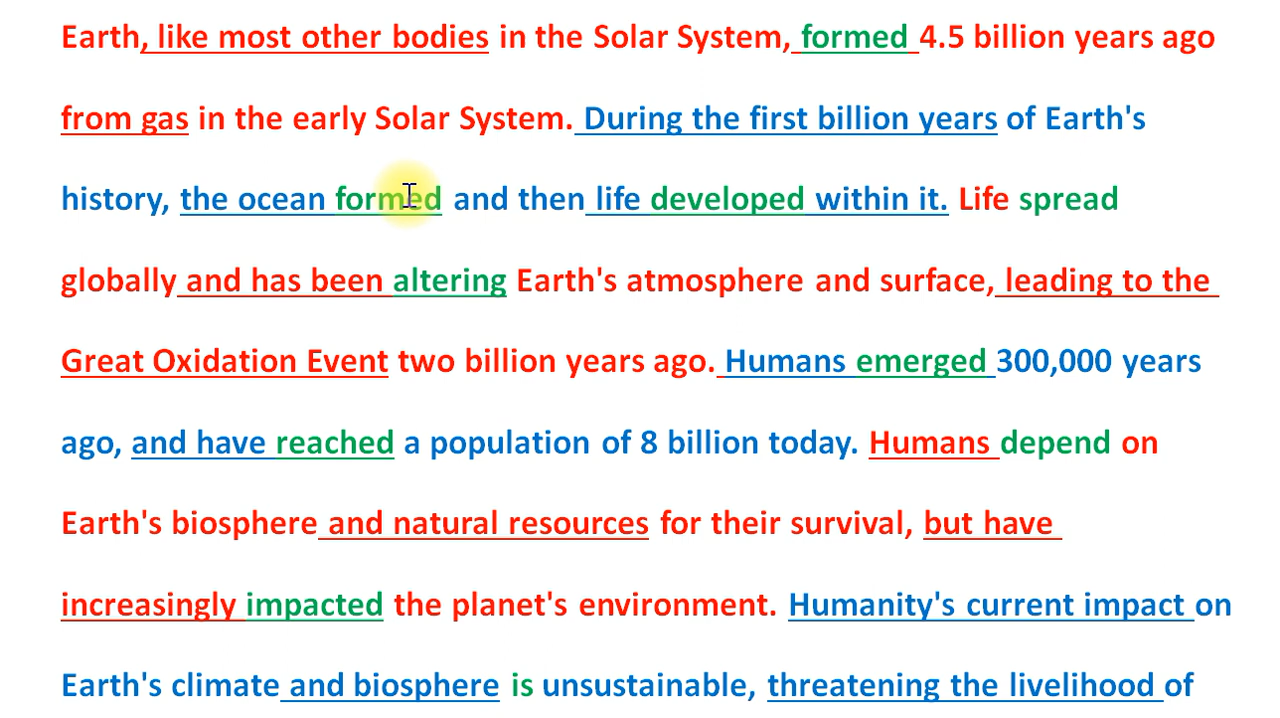 Earth, like most other bodies in the Solar System, formed 4.5 billion years ago
from gas in the early Solar System. During the first billion years of Earth's
history, the ocean formed and then life developed within it. Life spread
globally and has been altering Earth's atmosphere and surface, leading to the
Great Oxidation Event two billion years ago. Humans emerged 300,000 years
ago, and have reached a population of 8 billion today. Humans depend on
Earth's biosphere and natural resources for their survival, but have
increasingly impacted the planet's environment. Humanity's current impact on
Earth's climate and biosphere is unsustainable, threatening the livelihood of